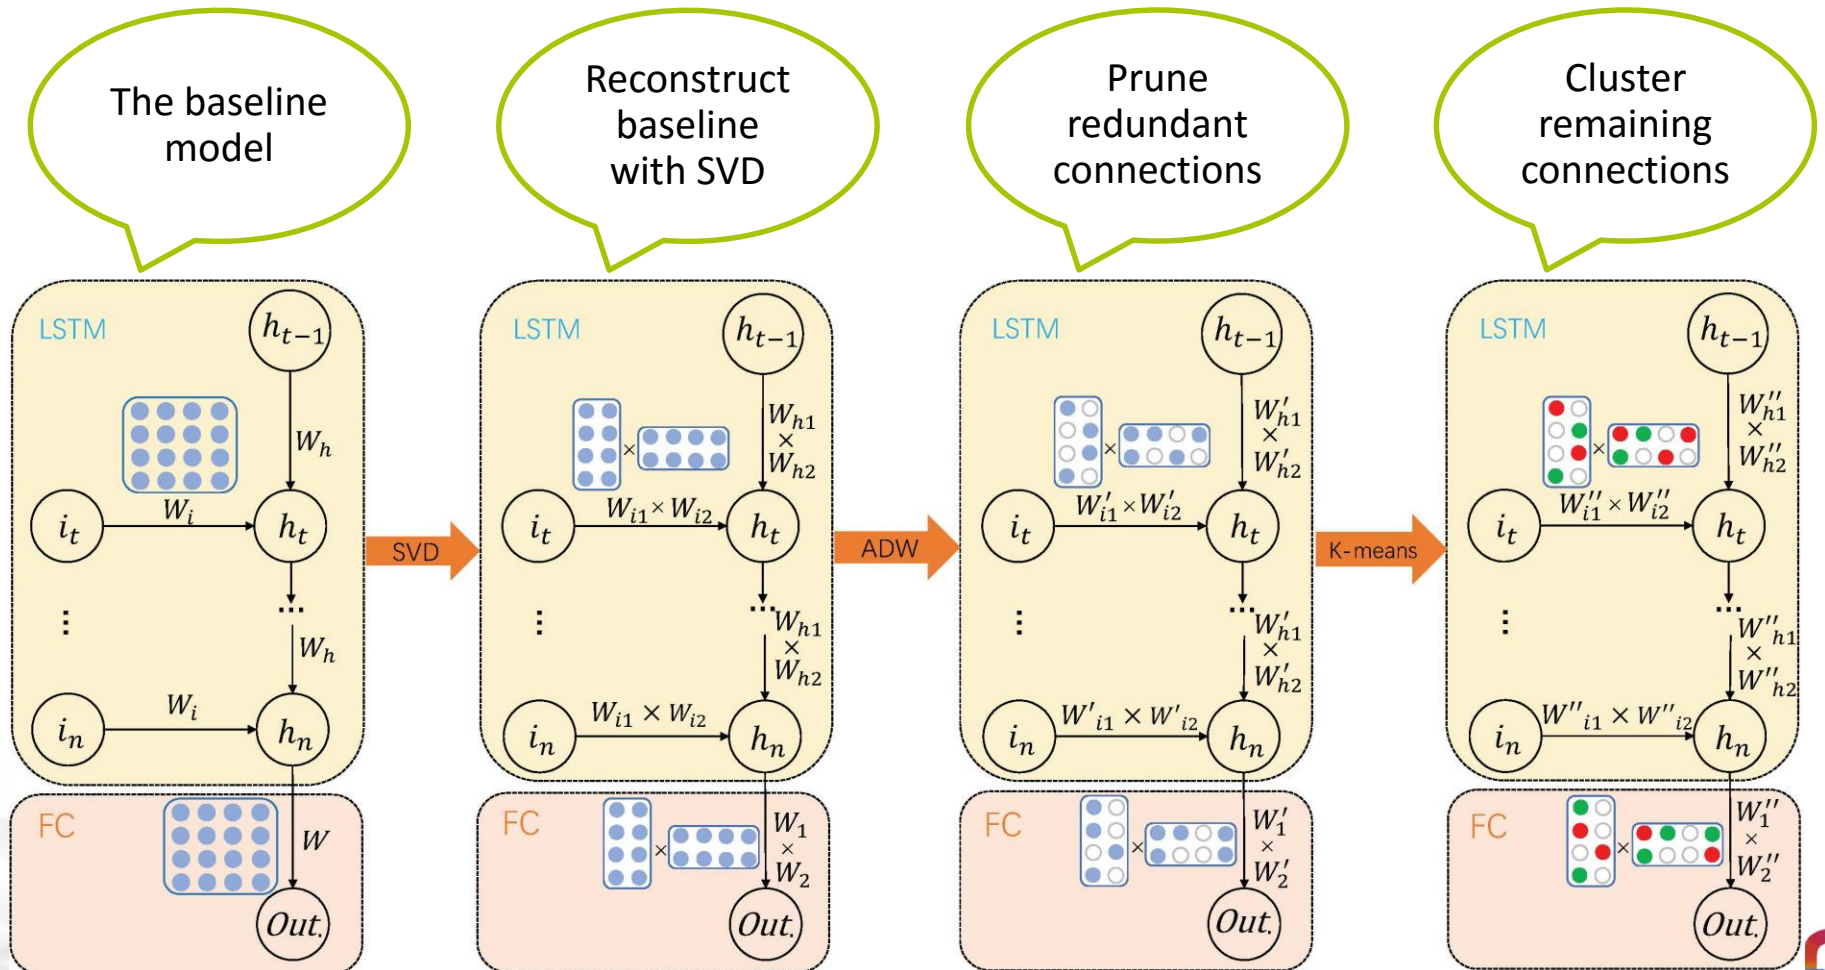 The baseline
model
Reconstruct
baseline
with SVD
Prune
redundant
connections
Cluster
remaining
connections
LSTM
h_{t-1}
W_h
i_t
W_i
h_t
⋮
...
W_h
i_n
W_i
h_n
FC
W
Out.
SVD
LSTM
h_{t-1}
W_{h1}
×
W_{h2}
×
i_t
W_{i1} × W_{i2}
h_t
⋮
...
W_{h1}
×
W_{h2}
i_n
W_{i1} × W_{i2}
h_n
FC
×
W_1
×
W_2
Out.
ADW
LSTM
h_{t-1}
W'_{h1}
×
W'_{h2}
×
i_t
W'_{i1} × W'_{i2}
h_t
⋮
...
W'_{h1}
×
W'_{h2}
i_n
W'_{i1} × W'_{i2}
h_n
FC
×
W'_1
×
W'_2
Out.
K-means
LSTM
h_{t-1}
W''_{h1}
×
W''_{h2}
×
i_t
W''_{i1} × W''_{i2}
h_t
⋮
...
W''_{h1}
×
W''_{h2}
i_n
W''_{i1} × W''_{i2}
h_n
FC
×
W''_1
×
W''_2
Out.